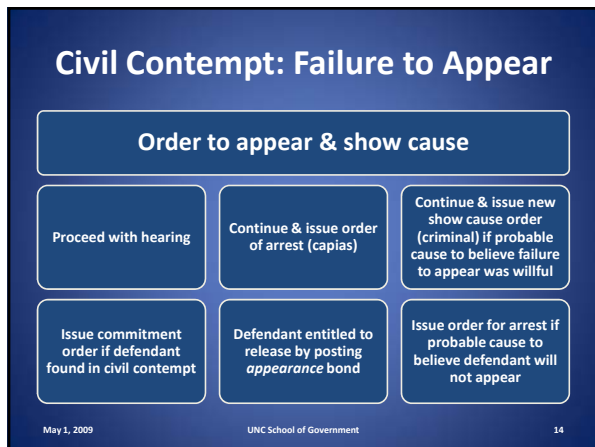 Civil Contempt: Failure to Appear
Order to appear & show cause
Proceed with hearing
Continue & issue order
of arrest (capias)
Continue & issue new
show cause order
(criminal) if probable
cause to believe failure
to appear was willful
Issue commitment
order if defendant
found in civil contempt
Defendant entitled to
release by posting
appearance bond
Issue order for arrest if
probable cause to
believe defendant will
not appear
May 1, 2009
UNC School of Government
14